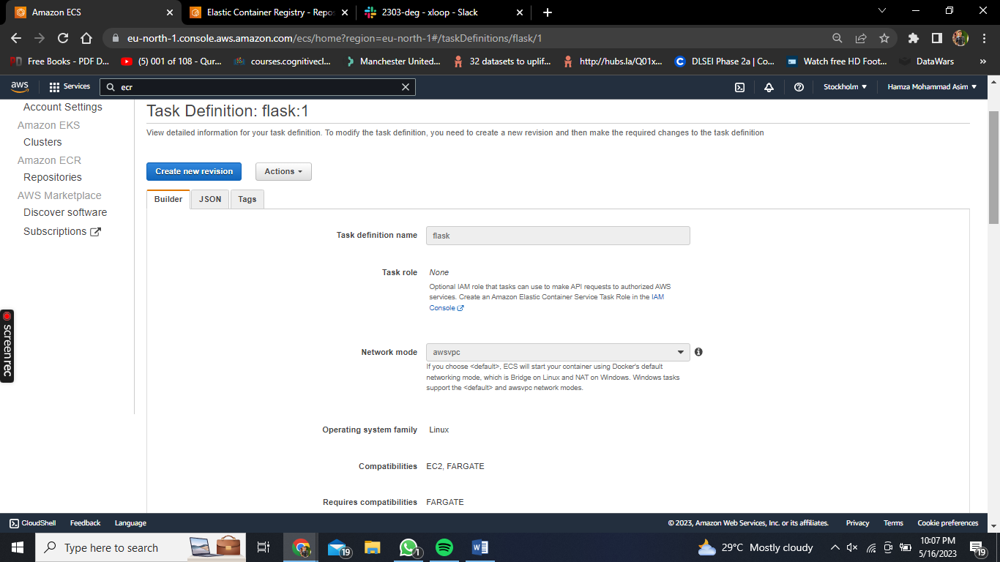 Amazon ECS
Elastic Container Registry - Repos
2303-deg - xloop - Slack
eu-north-1.console.aws.amazon.com/ecs/home?region=eu-north-1#/taskDefinitions/flask/1
Free Books - PDF D...
(5) 001 of 108 - Qur...
courses.cognitivecl...
Manchester United...
32 datasets to uplif...
http://hubs.la/Q01x...
DLSEI Phase 2a | Co...
Watch free HD Foot...
DataWars
aws
Services
ecr
Stockholm
Hamza Mohammad Asim
Account Settings
Amazon EKS
Clusters
Amazon ECR
Repositories
AWS Marketplace
Discover software
Subscriptions
Task Definition: flask:1
View detailed information for your task definition. To modify the task definition, you need to create a new revision and then make the required changes to the task definition
Create new revision
Actions
Builder
JSON
Tags
Task definition name
flask
Task role
None
Optional IAM role that tasks can use to make API requests to authorized AWS
services. Create an Amazon Elastic Container Service Task Role in the IAM
Console
Network mode
awsvpc
If you choose <default>, ECS will start your container using Docker's default
networking mode, which is Bridge on Linux and NAT on Windows. Windows tasks
support the <default> and awsvpc network modes.
Operating system family
Linux
Compatibilities
EC2, FARGATE
Requires compatibilities
FARGATE
screenrec
CloudShell
Feedback
Language
© 2023, Amazon Web Services, Inc. or its affiliates.
Privacy
Terms
Cookie preferences
Type here to search
19
1
29°C Mostly cloudy
10:07 PM
5/16/2023
19